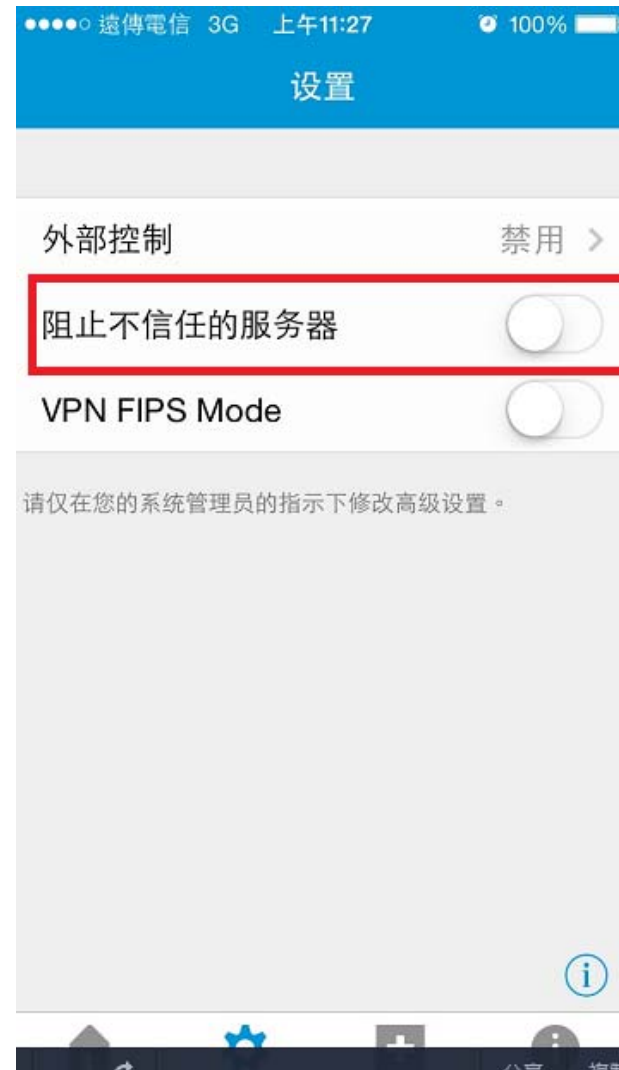 遠傳電信 3G 上午11:27 100%
设置
外部控制 禁用
阻止不信任的服务器
VPN FIPS Mode
请仅在您的系统管理员的指示下修改高级设置。